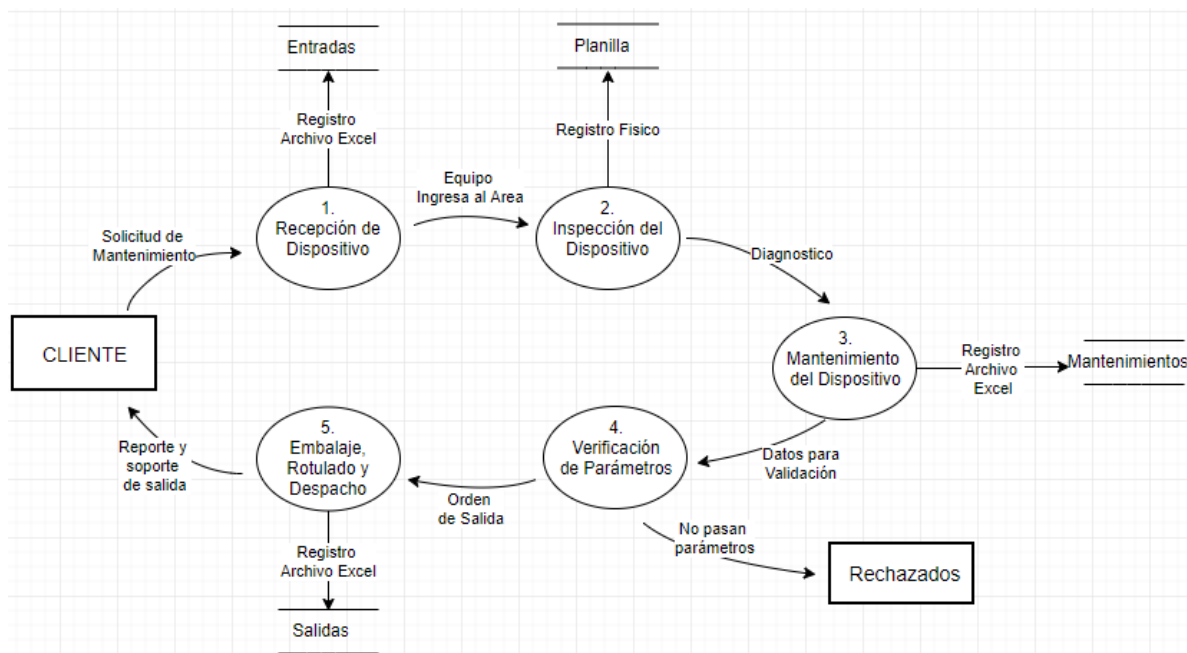 Entradas
Planilla
Registro
Archivo Excel
Registro Fisico
Equipo
Ingresa al Area
1.
Recepción de
Dispositivo
2.
Inspección del
Dispositivo
Solicitud de
Mantenimiento
Diagnostico
CLIENTE
3.
Mantenimiento
del Dispositivo
Registro
Archivo
Excel
Mantenimientos
5.
Embalaje,
Rotulado y
Despacho
4.
Verificación
de Parámetros
Reporte y
soporte
de salida
Datos para
Validación
Orden
de Salida
No pasan
parámetros
Registro
Archivo Excel
Rechazados
Salidas